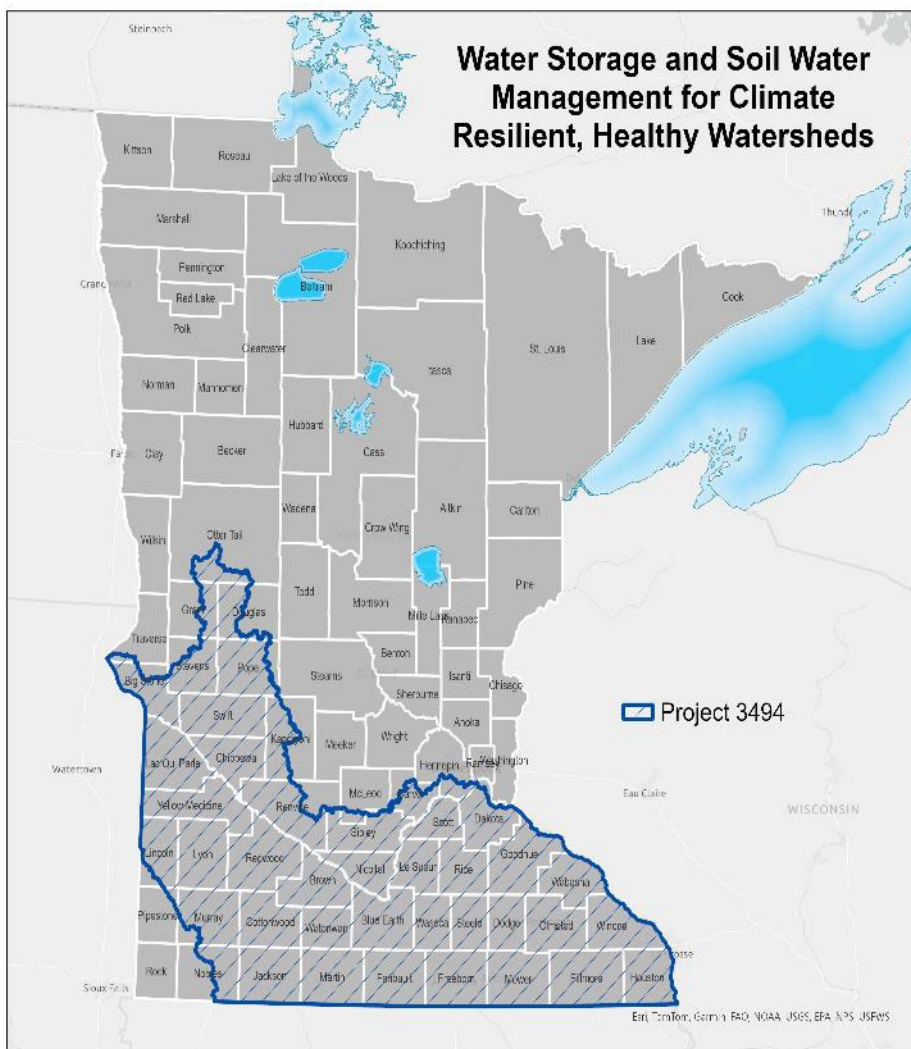 Steinbach
Water Storage and Soil Water
Management for Climate
Resilient, Healthy Watersheds
Kittson
Roseau
Lake of the Woods
Marshall
Koochiching
Thunde
Pennington
Beltrami
Red Lake
Cook
Polk
Lake
St. Louis
Clearwater
Itasca
Norman
Mahnomen
Hubbard
Cass
Clay
Becker
Wadena
Aitkin
Carlton
Crow Wing
Wilkin
Otter Tail
Pine
Todd
Morrison
Grant
Douglas
Mille Lacs
Kanabec
Traverse
Benton
Stevens
Pope
Stearns
Isanti
Big Stone
Chisago
Sherburne
Swift
Anoka
Project 3494
Kandiyohi
Meeker
Wright
Washington
Hennepin
Ramsey
Watertown
Lac Qui Parle
Chippewa
McLeod
Carver
Eau Claire
Yellow Medicine
Renville
WISCONSIN
Scott
Dakota
Sibley
Lincoln
Lyon
Redwood
Nicollet
Le Sueur
Rice
Goodhue
Brown
Wabasha
Pipestone
Murray
Cottonwood
Watonwan
Blue Earth
Waseca
Steele
Dodge
Olmsted
Winona
Rock
Nobles
Jackson
Martin
Faribault
Freeborn
Mower
Fillmore
Houston
rosse
Sioux Falls
Esri, TomTom, Garmin, FAO, NOAA, USGS, EPA, NPS, USFWS